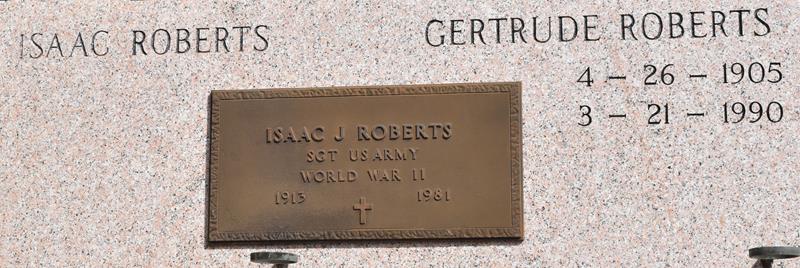 ISAAC ROBERTS
GERTRUDE ROBERTS
4 - 26 - 1905
3 - 21 - 1990
ISAAC J ROBERTS
SGT US ARMY
WORLD WAR II
1913 1981